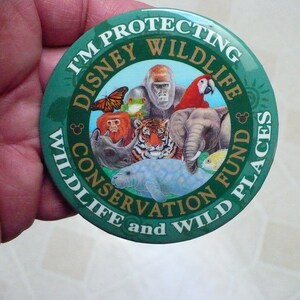 I'M PROTECTING
WILDLIFE and WILD PLACES
DISNEY WILDLIFE
CONSERVATION FUND